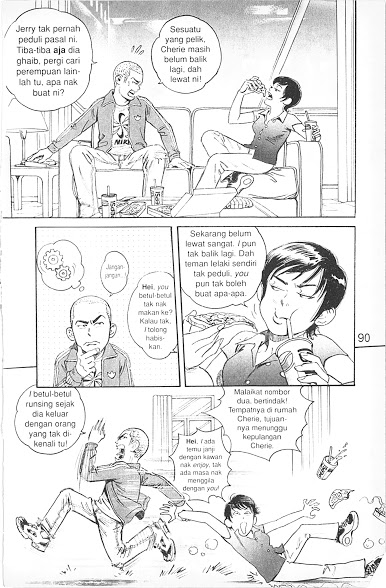 Jerry tak pernah
peduli pasal ni.
Tiba-tiba aja dia
ghaib, pergi cari
perempuan lain-
lah tu, apa nak
buat ni?
Sesuatu
yang pelik,
Cherie masih
belum balik
lagi, dah
lewat ni!
Jangan-
jangan...
Hei, you
betul-betul
tak nak
makan ke?
Kalau tak,
I tolong
habis-
kan.
Sekarang belum
lewat sangat. I pun
tak balik lagi. Dah
teman lelaki sendiri
tak peduli, you
pun tak boleh
buat apa-apa.
90
I betul-betul
runsing sejak
dia keluar
dengan orang
yang tak di-
kenali tu!
Hei, I ada
temu janji
dengan kawan
nak enjoy, tak
ada masa nak
menggila
dengan you!
Malaikat nombor
dua, bertindak!
Tempatnya di rumah
Cherie, tujuan-
nya menunggu
kepulangan
Cherie.